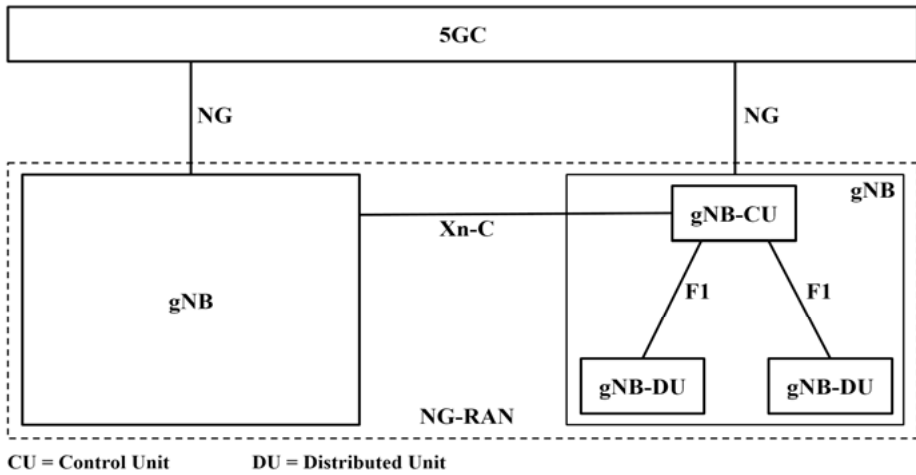 5GC
NG
NG
gNB
gNB-CU
Xn-C
gNB
F1
F1
gNB-DU
gNB-DU
NG-RAN
CU = Control Unit
DU = Distributed Unit